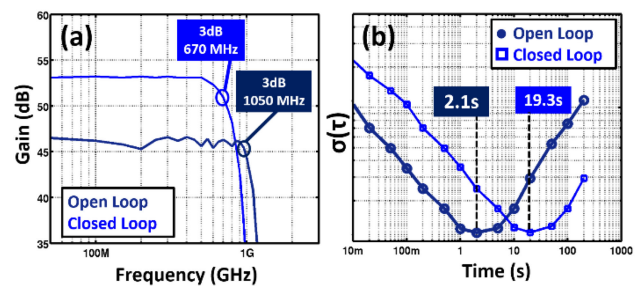 (a)
3dB
670 MHz
3dB
1050 MHz
Gain (dB)
60
55
50
45
40
35
Open Loop
Closed Loop
100M
1G
Frequency (GHz)
(b)
Open Loop
Closed Loop
2.1s
19.3s
σ(τ)
10m
100m
1
10
100
1000
Time (s)